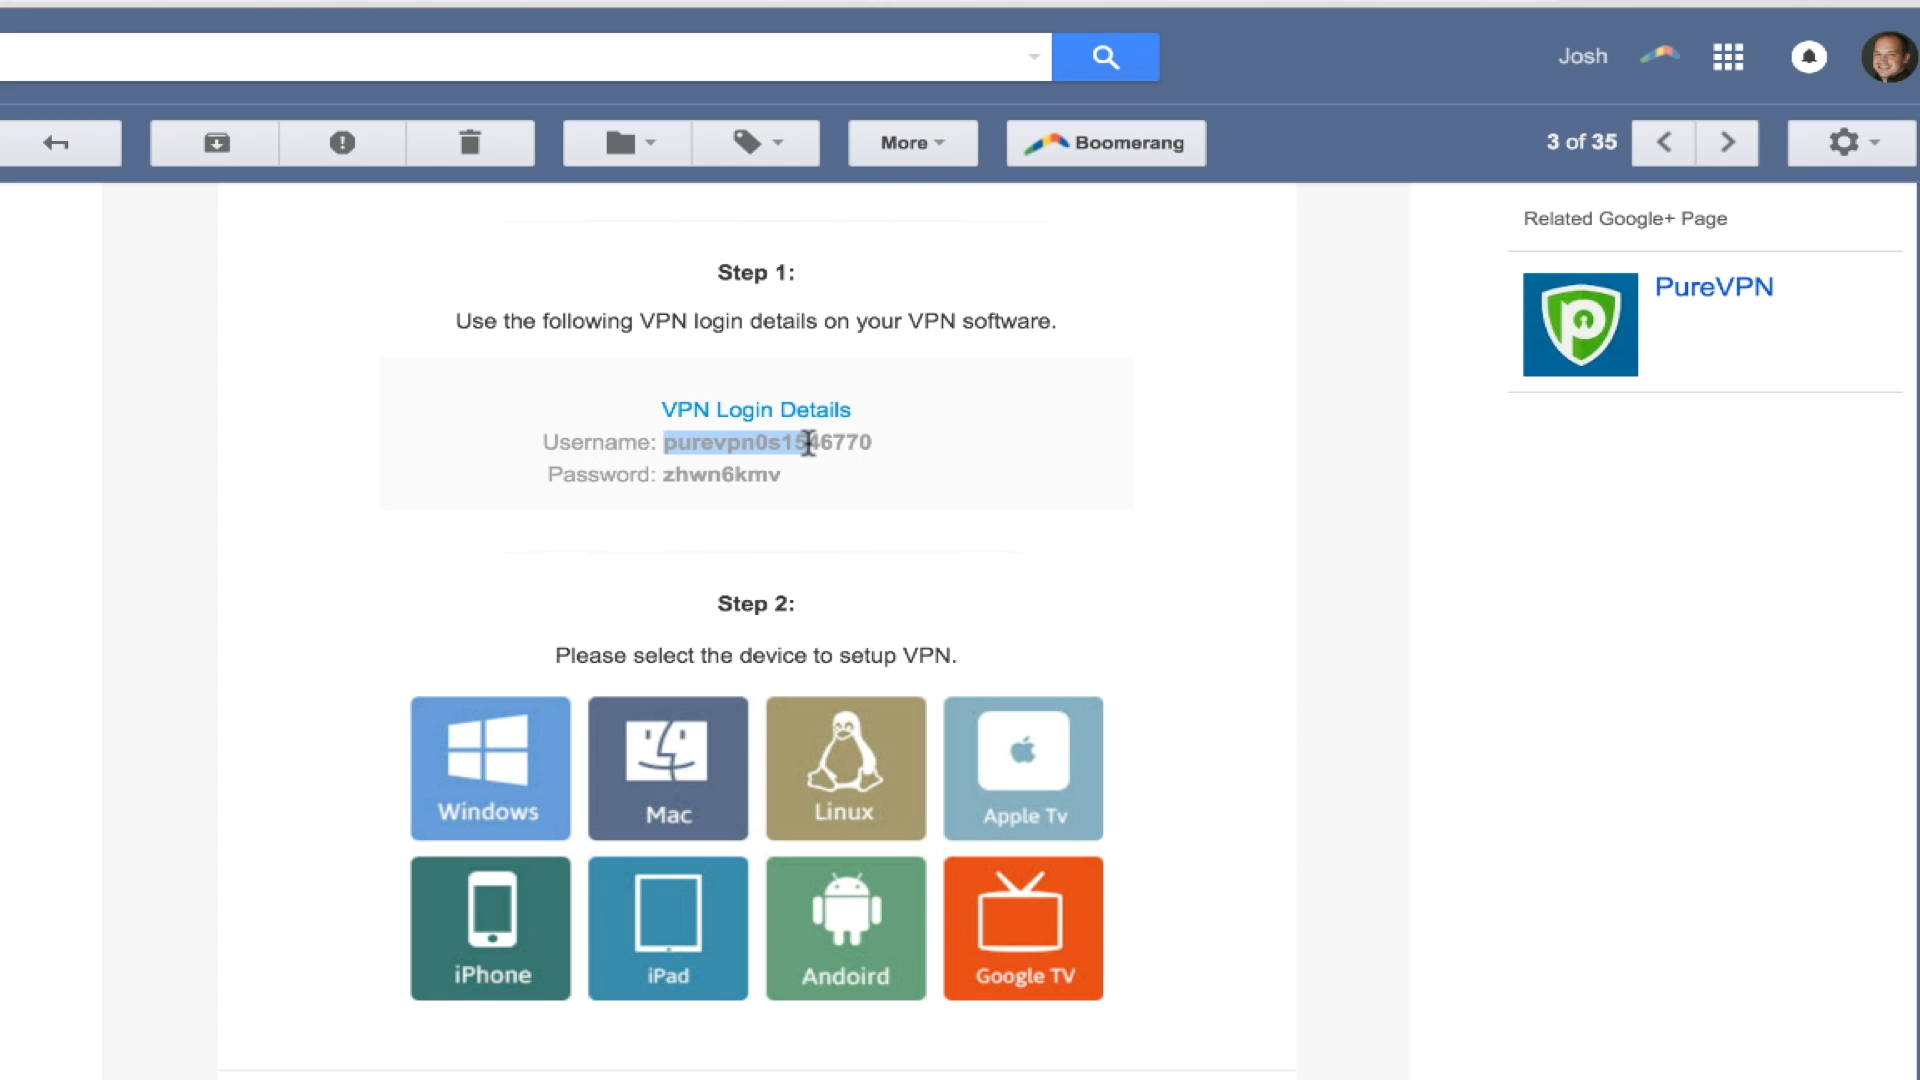 Josh
More
Boomerang
3 of 35
Related Google+ Page
PureVPN
Step 1:
Use the following VPN login details on your VPN software.
VPN Login Details
Username: purevpn0s1546770
Password: zhwn6kmv
Step 2:
Please select the device to setup VPN.
Windows
Mac
Linux
Apple Tv
iPhone
iPad
Andoird
Google TV